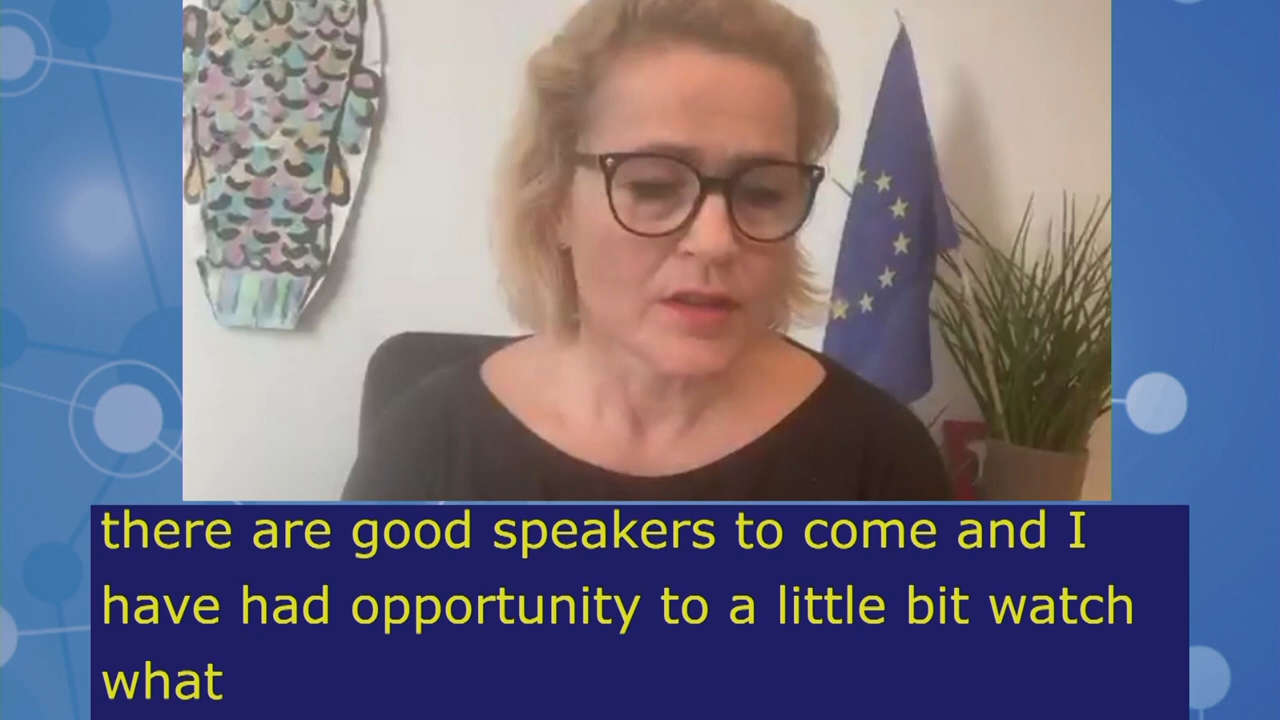 there are good speakers to come and I
have had opportunity to a little bit watch
what